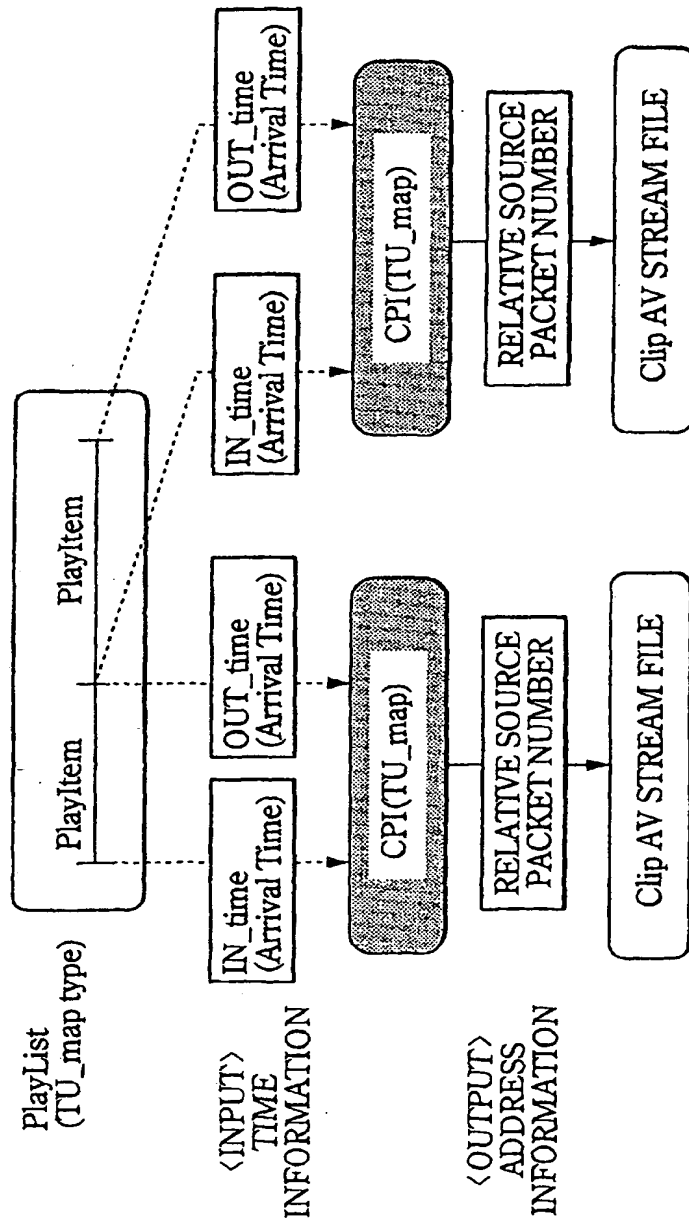 PlayList
(TU_map type)
PlayItem
PlayItem
<INPUT>
TIME
INFORMATION
IN_time
(Arrival Time)
OUT_time
(Arrival Time)
IN_time
(Arrival Time)
OUT_time
(Arrival Time)
CPI(TU_map)
CPI(TU_map)
<OUTPUT>
ADDRESS
INFORMATION
RELATIVE SOURCE
PACKET NUMBER
RELATIVE SOURCE
PACKET NUMBER
Clip AV STREAM FILE
Clip AV STREAM FILE